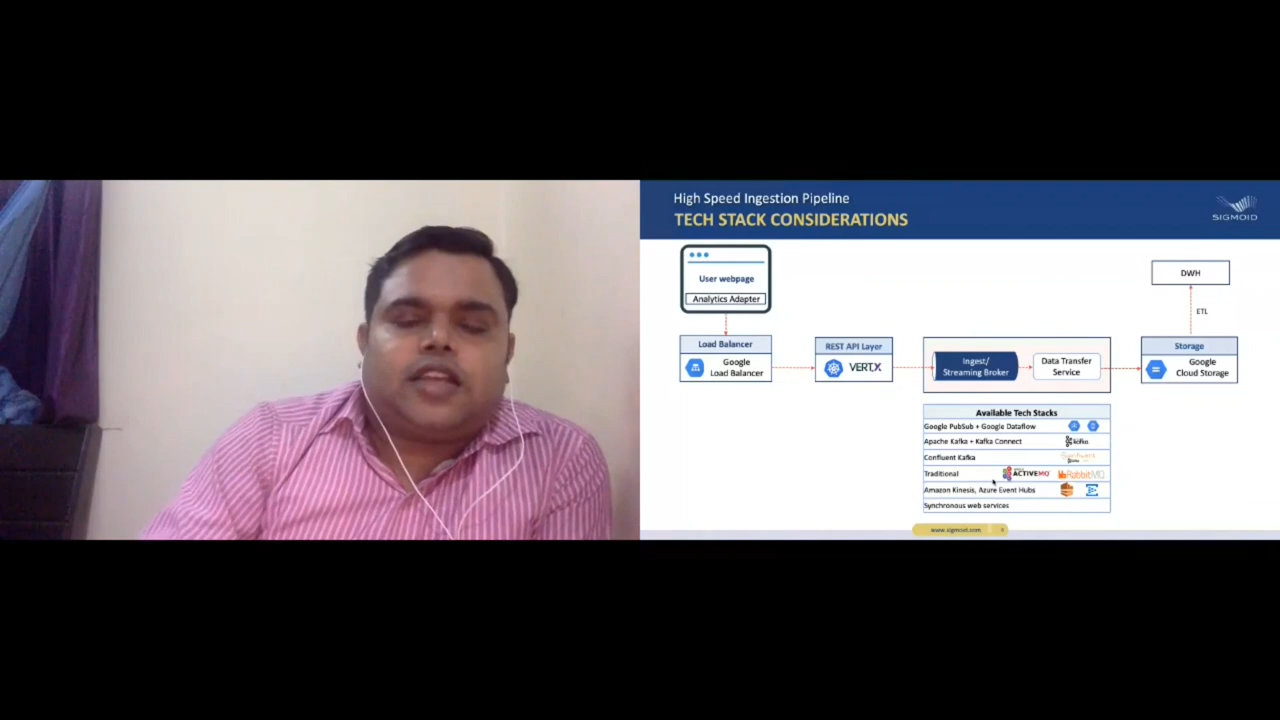 High Speed Ingestion Pipeline
TECH STACK CONSIDERATIONS
SIGMOID
User webpage
Analytics Adapter
DWH
ETL
Load Balancer
Google
Load Balancer
REST API Layer
VERT.X
Ingest/
Streaming Broker
Data Transfer
Service
Storage
Google
Cloud Storage
Available Tech Stacks
Google PubSub + Google Dataflow
Apache Kafka + Kafka Connect
kafka
Confluent Kafka
Traditional
ACTIVEMQ
RabbitMQ
Amazon Kinesis, Azure Event Hubs
Synchronous web services
www.sigmoid.com